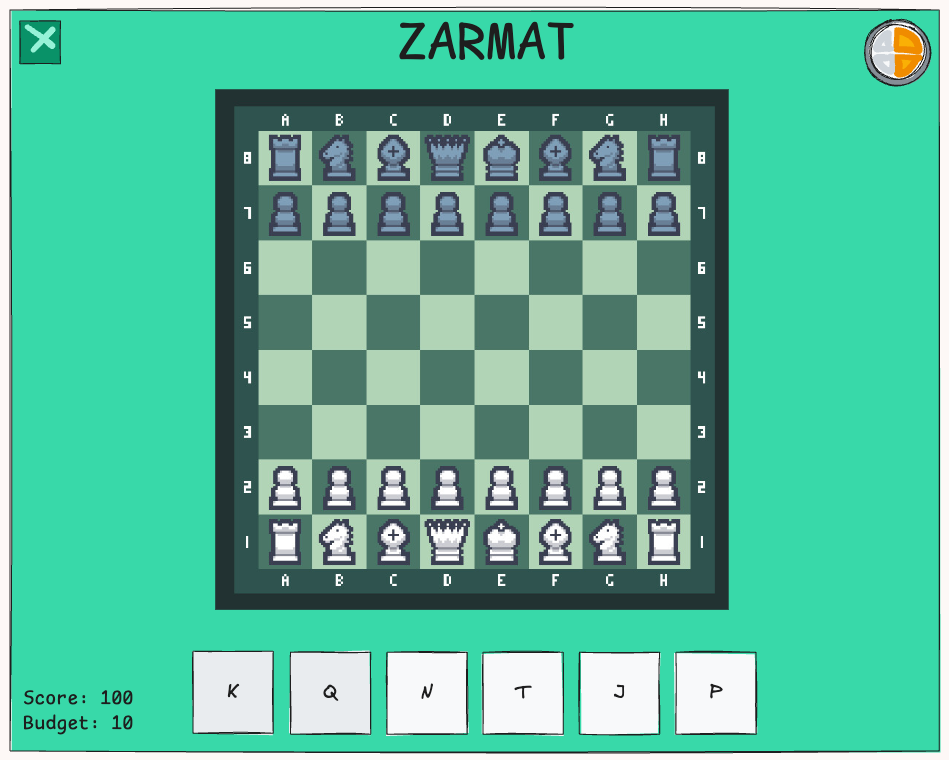 ZARMAT
A B C D E F G H
8 8
7 7
6 6
5 5
4 4
3 3
2 2
1 1
A B C D E F G H
K Q N T J P
Score: 100
Budget: 10